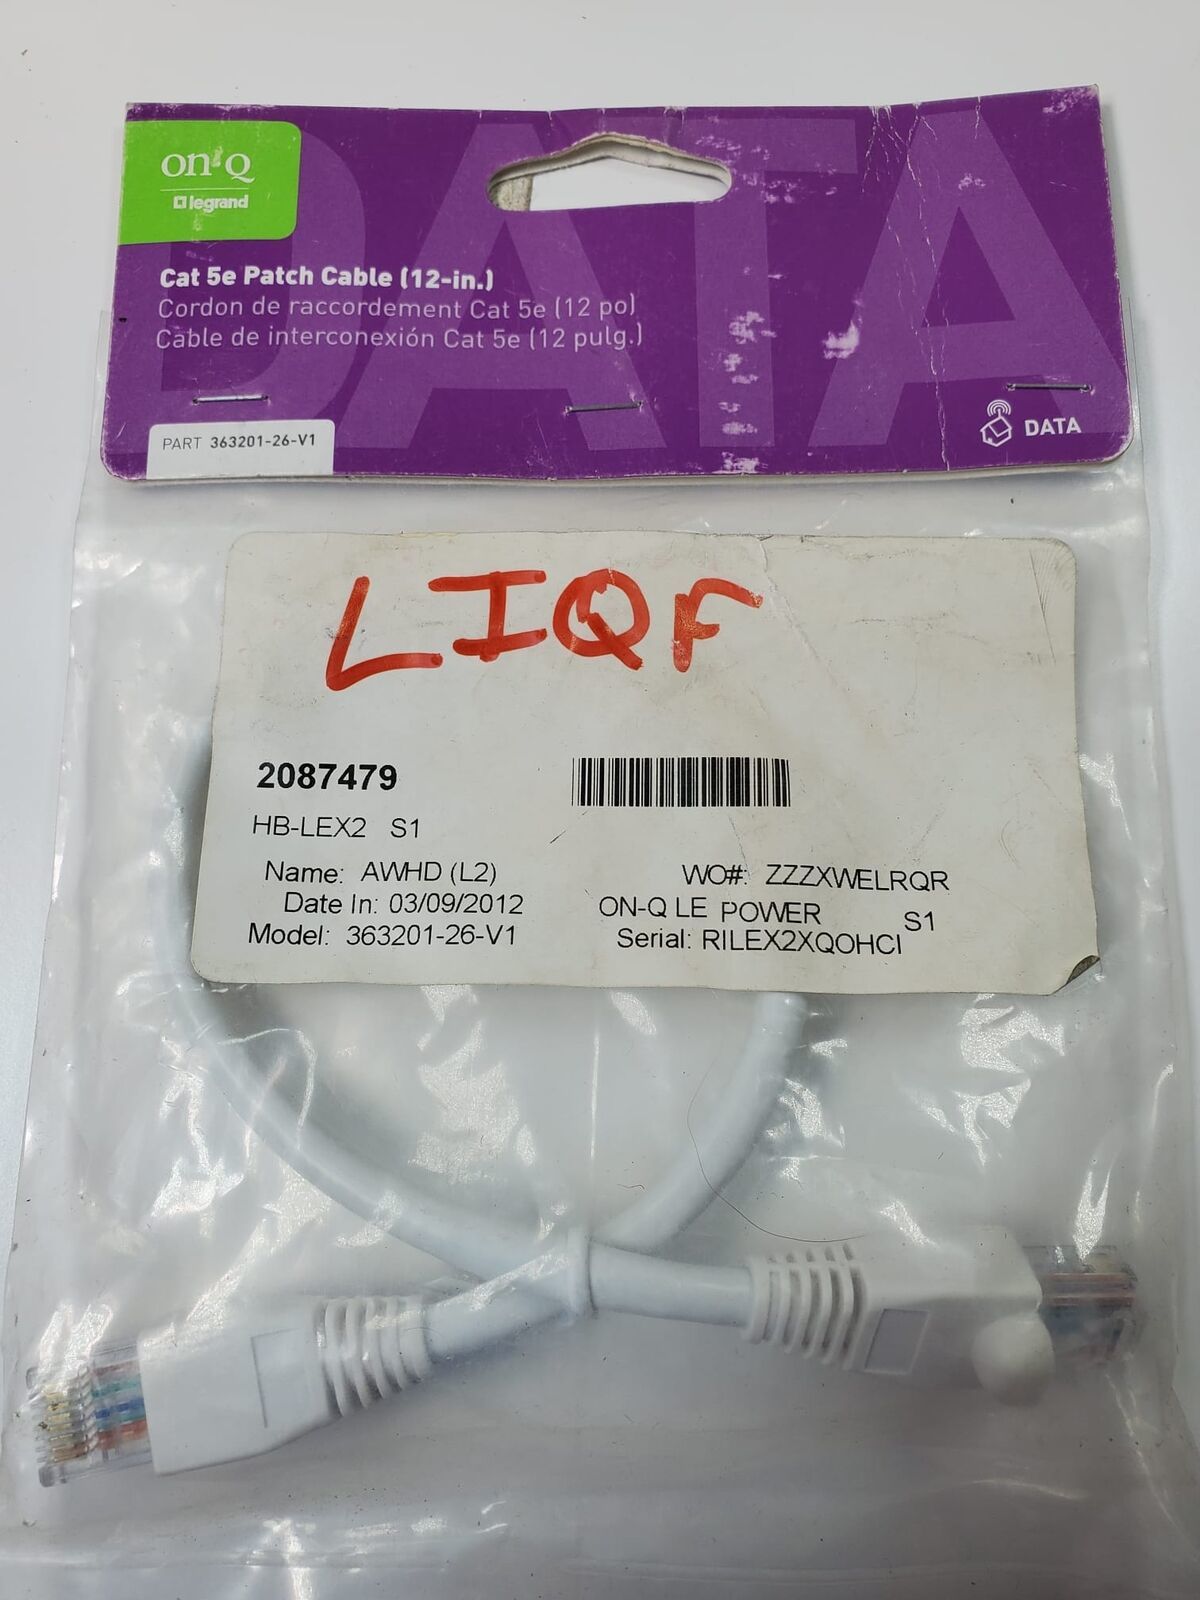 DATA
on Q
legrand
Cat 5e Patch Cable (12-in.)
Cordon de raccordement Cat 5e (12 po)
Cable de interconexión Cat 5e (12 pulg.)
PART 363201-26-V1
DATA
LIQF
2087479
HB-LEX2 S1
Name: AWHD (L2)
WO#: ZZZXWELRQR
Date In: 03/09/2012
ON-Q LE POWER S1
Model: 363201-26-V1
Serial: RILEX2XQOHCI